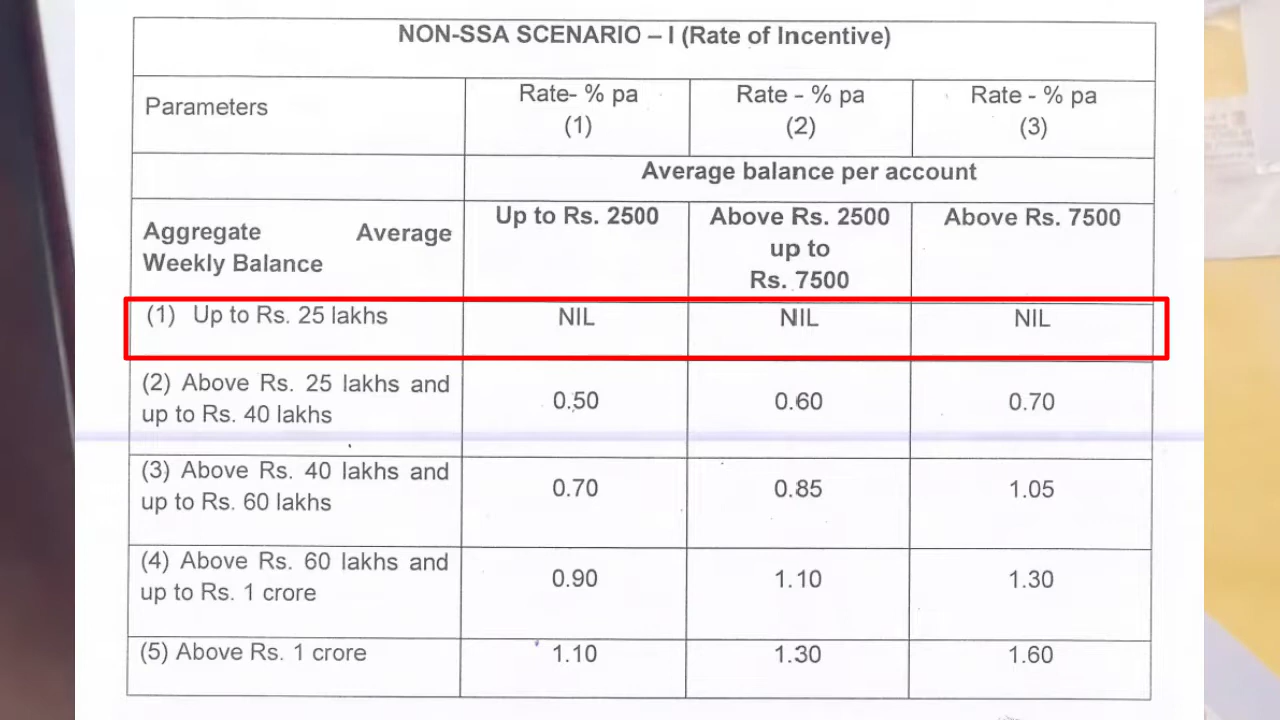 NON-SSA SCENARIO – I (Rate of Incentive)
Parameters
Rate- % pa
(1)
Rate - % pa
(2)
Rate - % pa
(3)
Average balance per account
Aggregate Average
Weekly Balance
Up to Rs. 2500
Above Rs. 2500
up to
Rs. 7500
Above Rs. 7500
(1) Up to Rs. 25 lakhs
NIL
NIL
NIL
(2) Above Rs. 25 lakhs and
up to Rs. 40 lakhs
0.50
0.60
0.70
(3) Above Rs. 40 lakhs and
up to Rs. 60 lakhs
0.70
0.85
1.05
(4) Above Rs. 60 lakhs and
up to Rs. 1 crore
0.90
1.10
1.30
(5) Above Rs. 1 crore
1.10
1.30
1.60